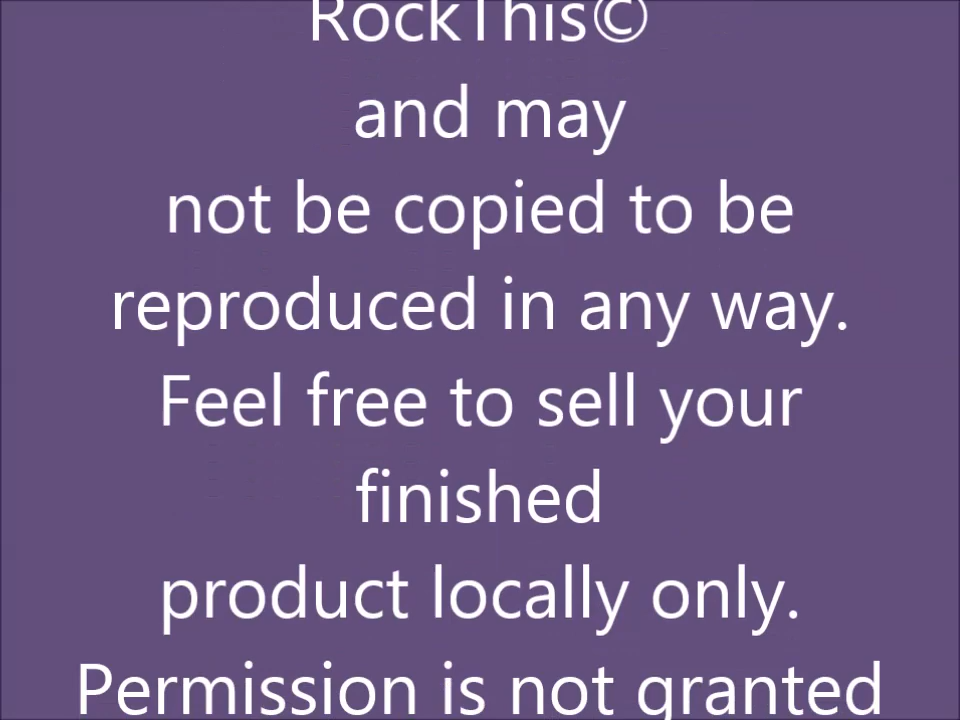 RockThis©
and may
not be copied to be
reproduced in any way.
Feel free to sell your
finished
product locally only.
Permission is not granted